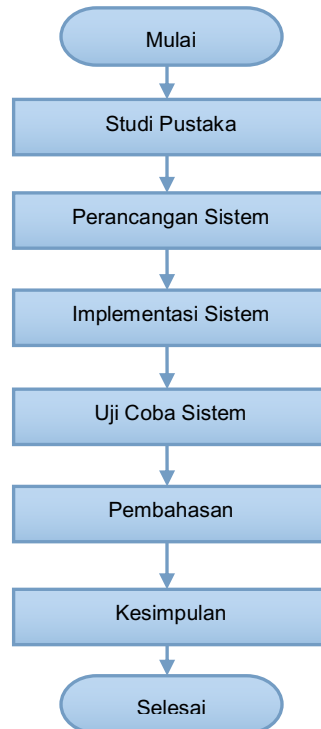 Mulai
Studi Pustaka
Perancangan Sistem
Implementasi Sistem
Uji Coba Sistem
Pembahasan
Kesimpulan
Selesai